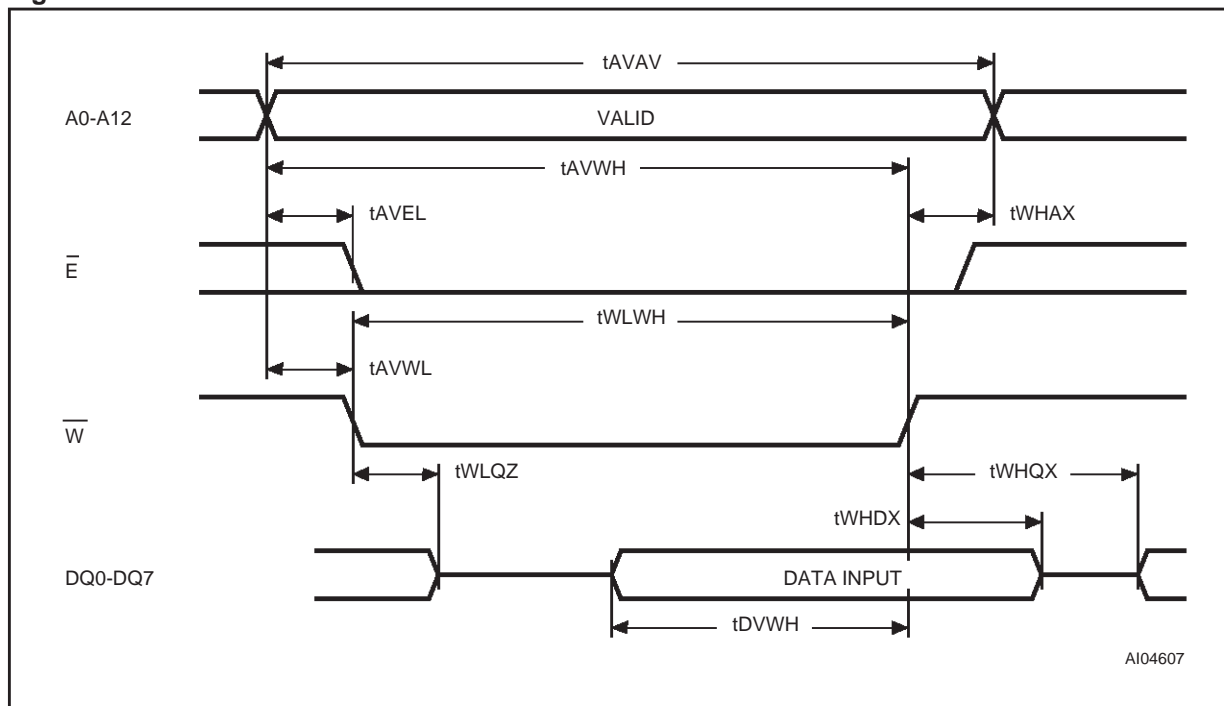 tAVAV
A0-A12
VALID
tAVWH
tAVEL
tWHAX
E̅
tWLWH
tAVWL
W̅
tWLQZ
tWHQX
tWHDX
DQ0-DQ7
DATA INPUT
tDVWH
AI04607